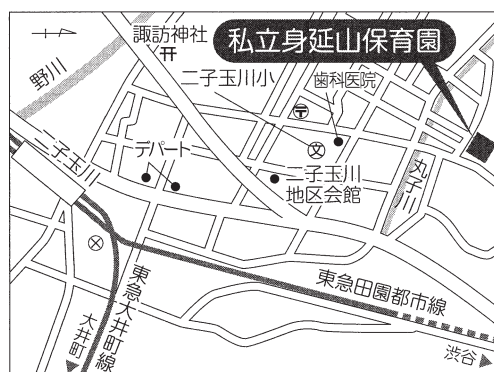 私立身延山保育園
諏訪神社
野川
二子玉川小
歯科医院
デパート
二子玉川
二子玉川
地区会館
丸子川
東急田園都市線
東急大井町線
大井町
渋谷